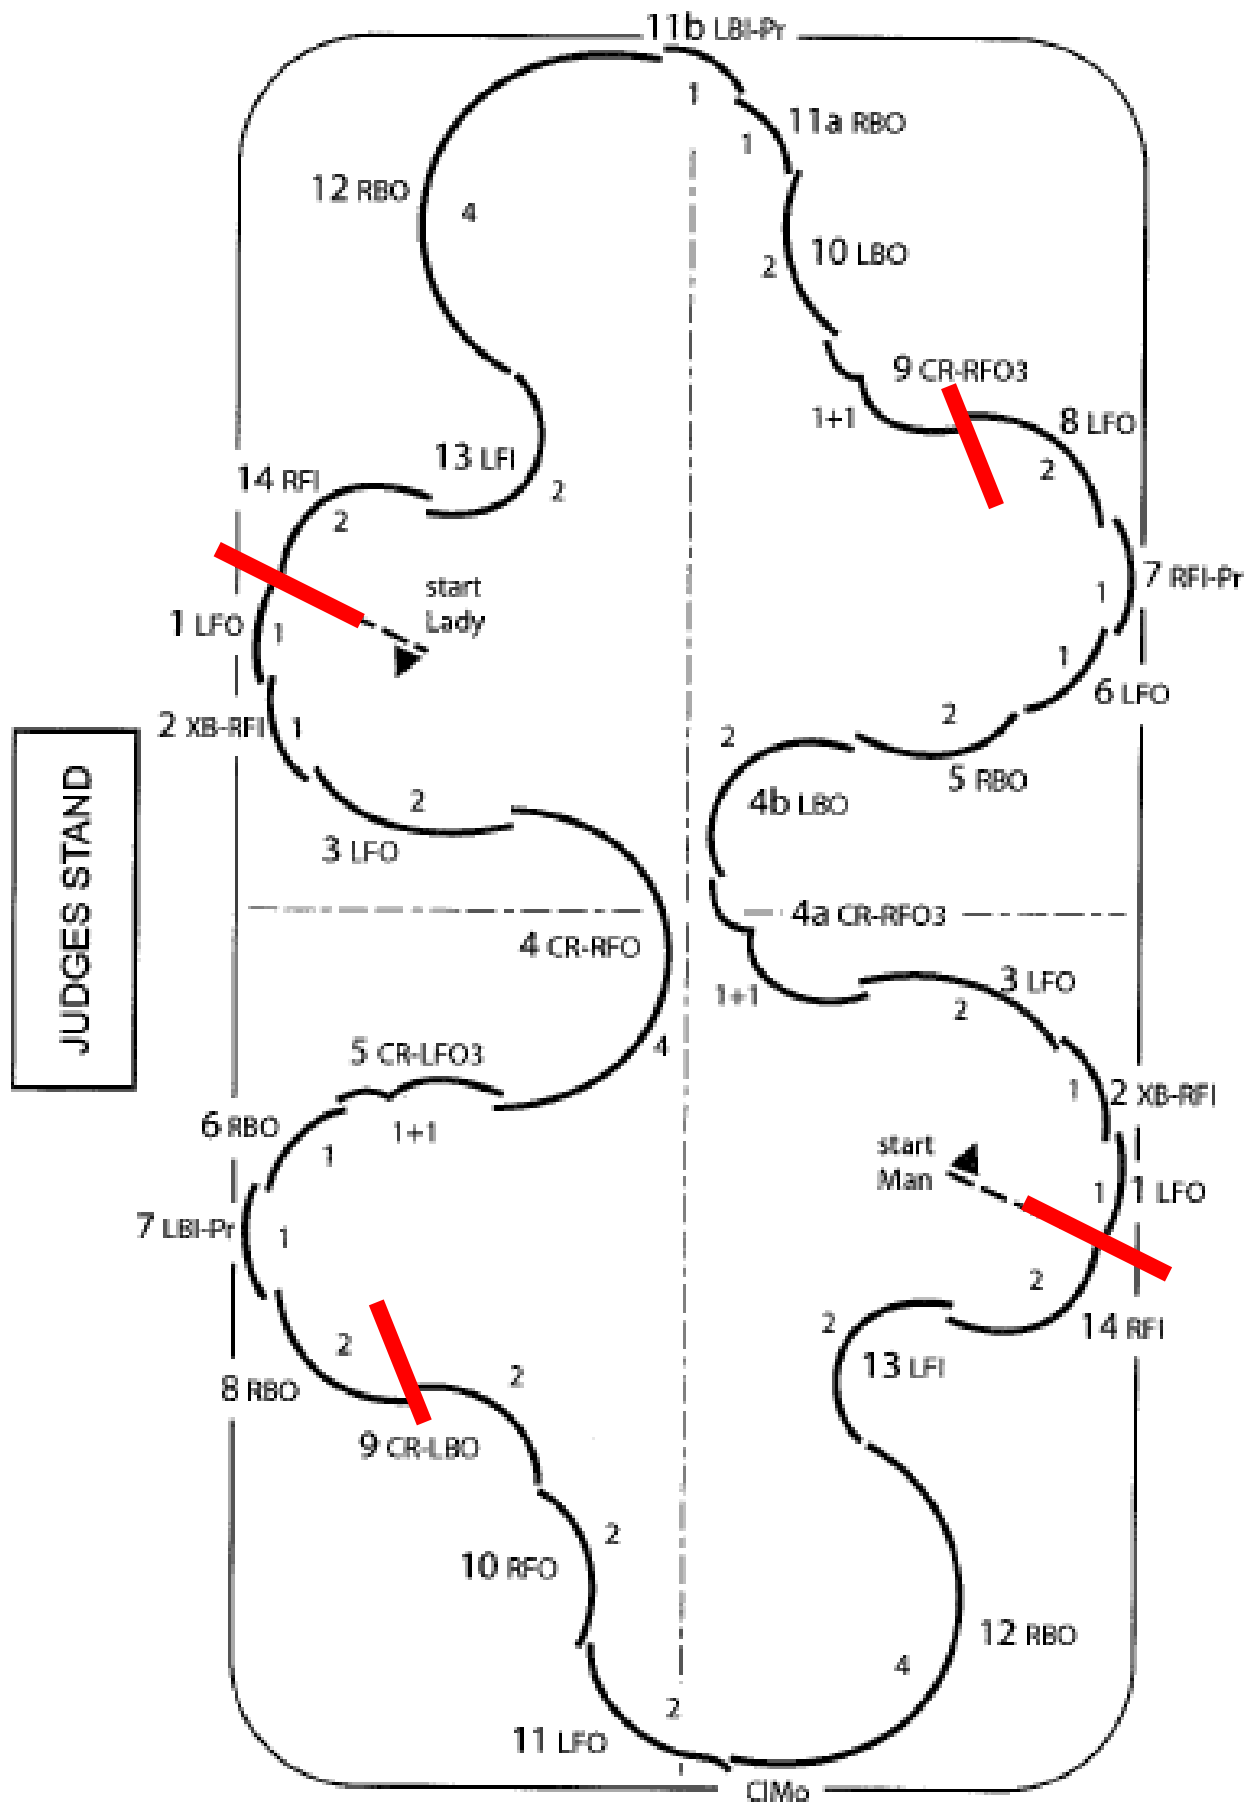 11b LBI-Pr
1
11a RBO
1
12 RBO
4
10 LBO
2
9 CR-RFO3
1+1
8 LFO
2
13 LFI
2
14 RFI
2
7 RFI-Pr
1
start
Lady
1 LFO
1
1
6 LFO
2 XB-RFI
1
2
5 RBO
2
4b LBO
2
3 LFO
JUDGES STAND
4a CR-RFO3
4 CR-RFO
4
3 LFO
2
1+1
5 CR-LFO3
1+1
6 RBO
1
1
2 XB-RFI
start
Man
1
1 LFO
7 LBI-Pr
1
2
14 RFI
2
13 LFI
2
8 RBO
2
9 CR-LBO
2
10 RFO
12 RBO
4
2
11 LFO
ClMo